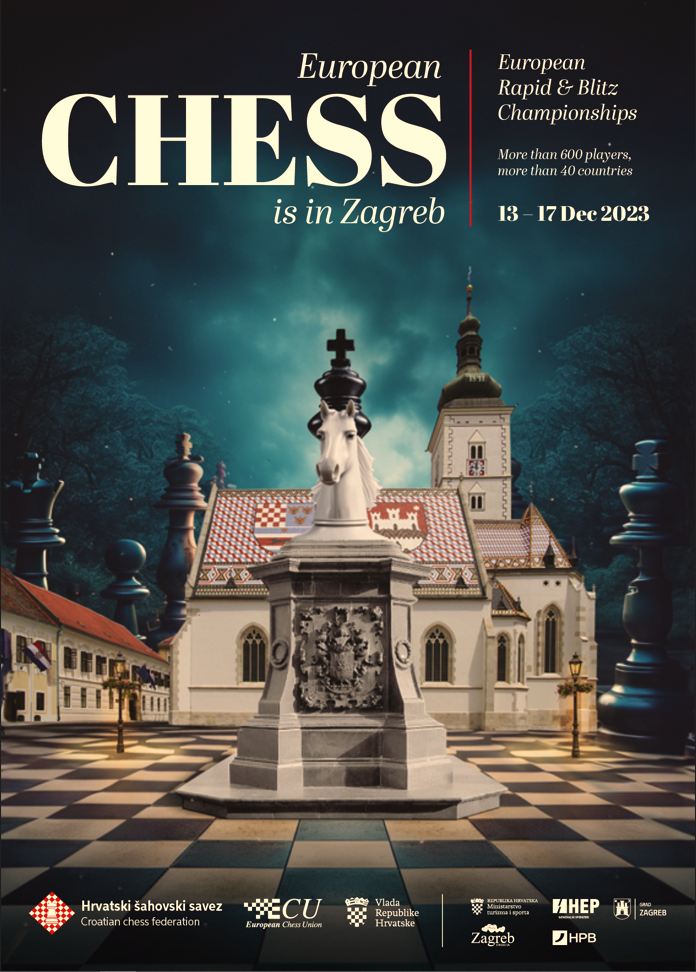 European
CHESS
is in Zagreb
European
Rapid & Blitz
Championships
More than 600 players,
more than 40 countries
13 – 17 Dec 2023
Hrvatski šahovski savez
Croatian chess federation
ECU
European Chess Union
Vlada
Republike
Hrvatske
REPUBLIKA HRVATSKA
Ministarstvo
turizma i sporta
HEP
GRAD
ZAGREB
Zagreb
HPB